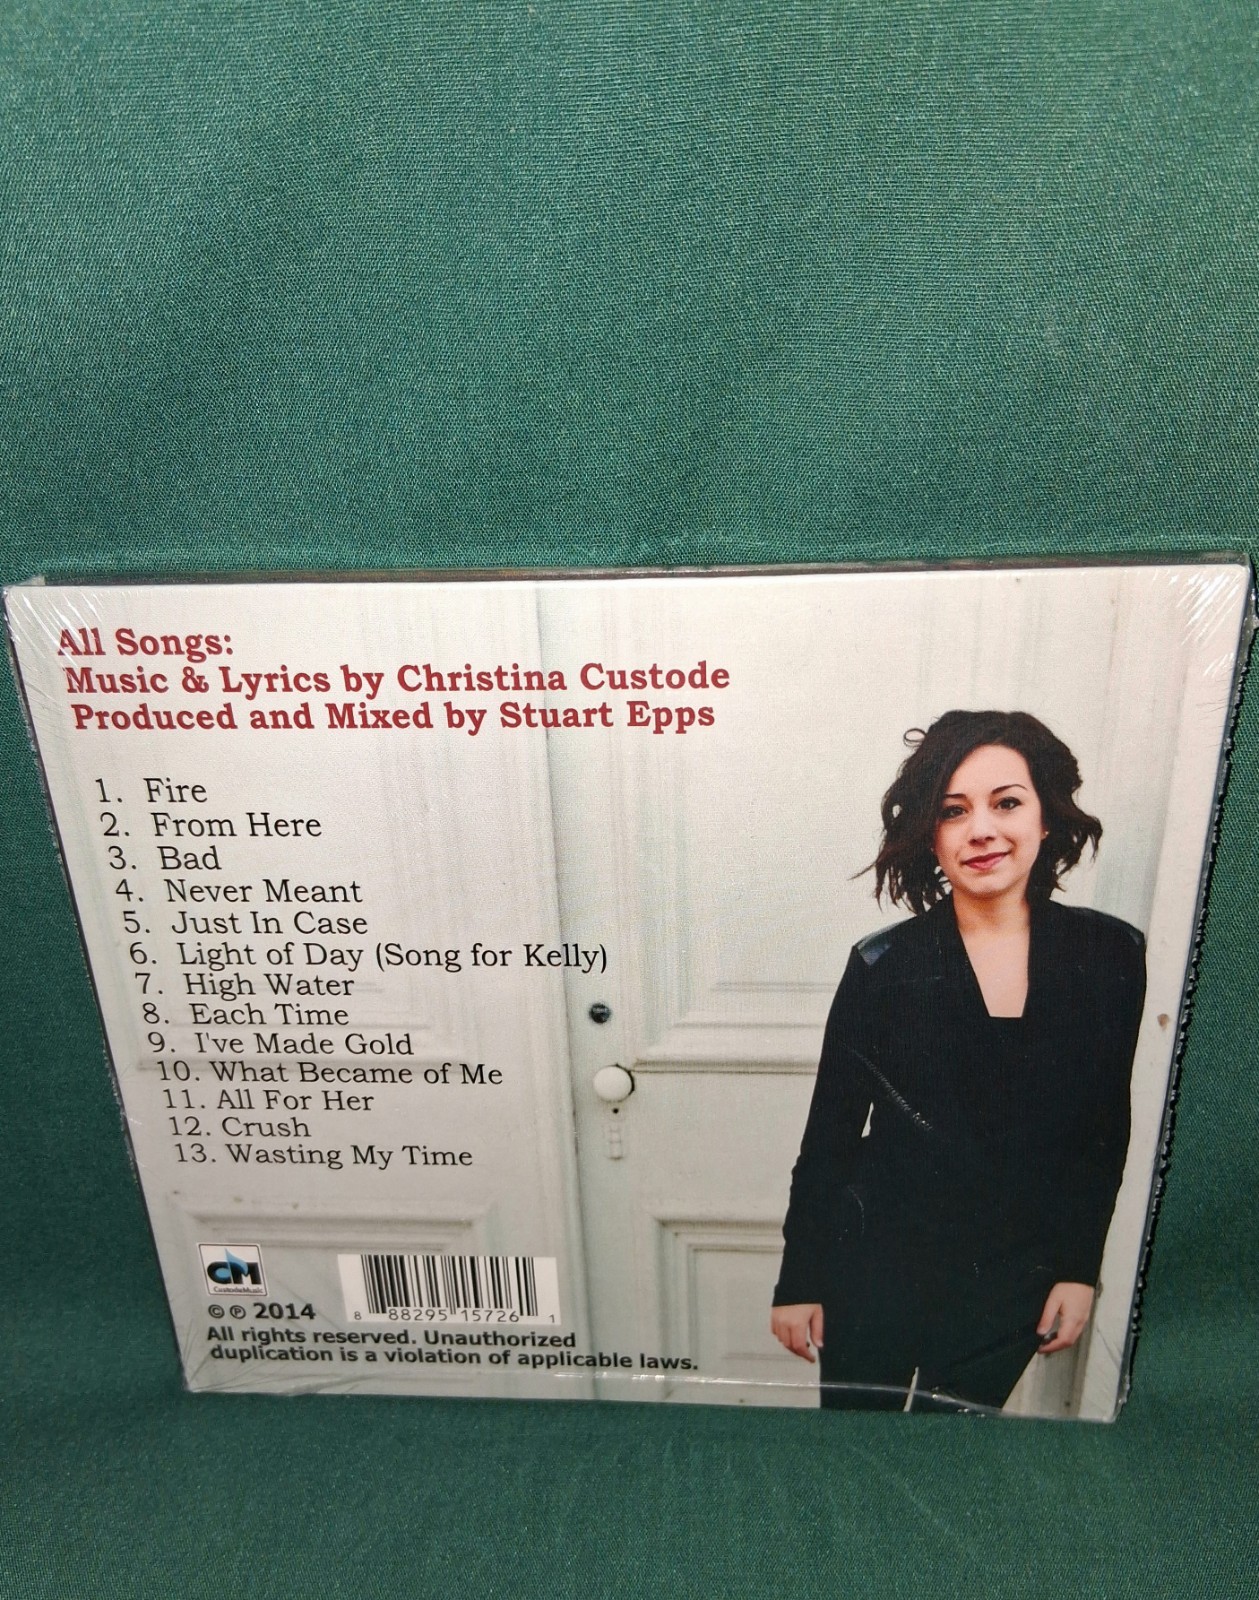 All Songs:
Music & Lyrics by Christina Custode
Produced and Mixed by Stuart Epps
1. Fire
2. From Here
3. Bad
4. Never Meant
5. Just In Case
6. Light of Day (Song for Kelly)
7. High Water
8. Each Time
9. I've Made Gold
10. What Became of Me
11. All For Her
12. Crush
13. Wasting My Time
CM
CustodeMusic
© ℗ 2014
8 88295 15726 1
All rights reserved. Unauthorized
duplication is a violation of applicable laws.